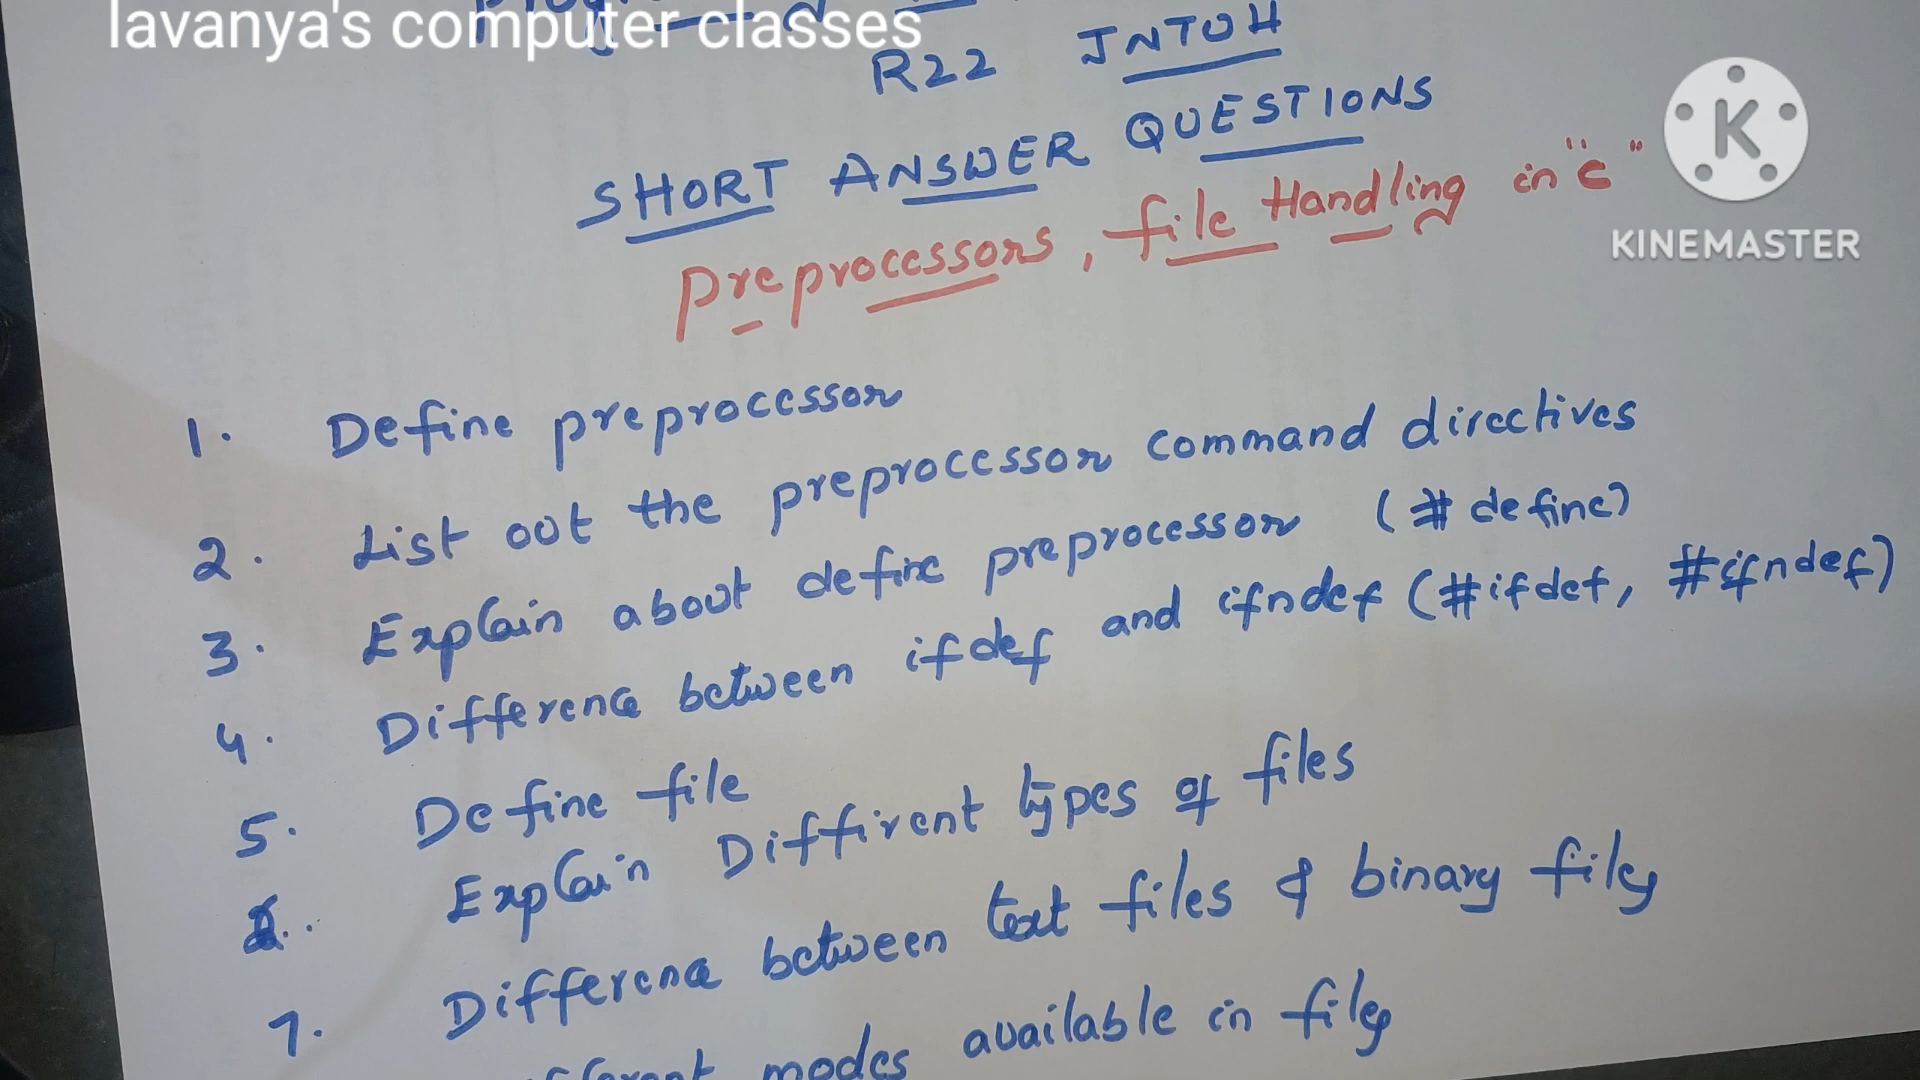 lavanya's computer classes
R22 JNTUH
SHORT ANSWER QUESTIONS
Preprocessors, file Handling in "c"
KINEMASTER
1. Define preprocessor
2. List out the preprocessor command directives
3. Explain about define preprocessor (#define)
4. Difference between ifdef and ifndef (#ifdef, #ifndef)
5. Define file
Explain Diffirent types of files
7. Difference between text files & binary files
modes available in files